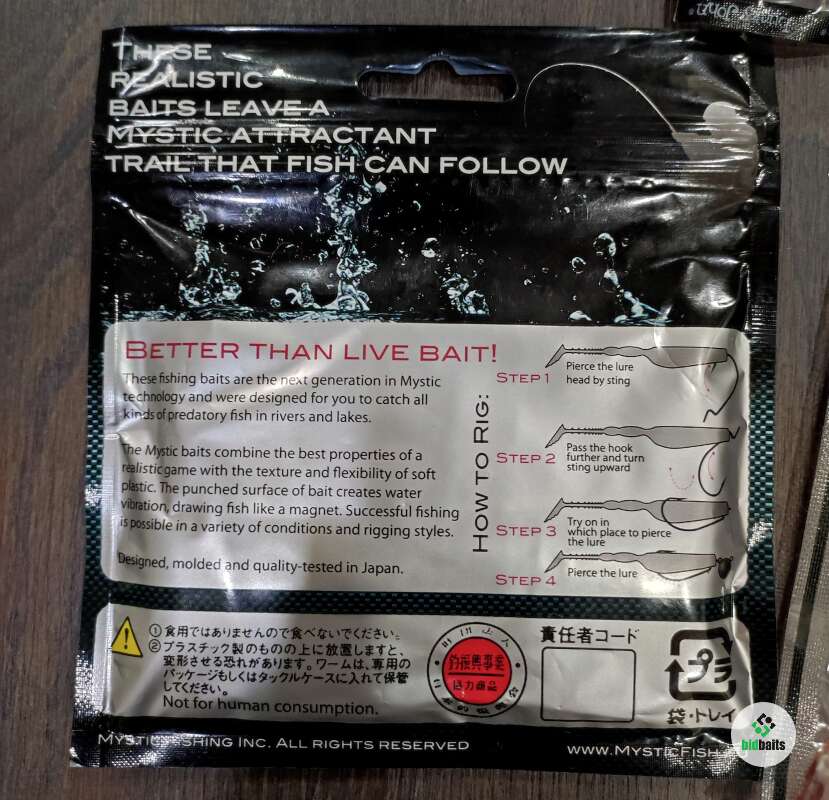 THESE
REALISTIC
BAITS LEAVE A
MYSTIC ATTRACTANT
TRAIL THAT FISH CAN FOLLOW
BETTER THAN LIVE BAIT!
These fishing baits are the next generation in Mystic
technology and were designed for you to catch all
kinds of predatory fish in rivers and lakes.
The Mystic baits combine the best properties of a
realistic game with the texture and flexibility of soft
plastic. The punched surface of bait creates water
vibration, drawing fish like a magnet. Successful fishing
is possible in a variety of conditions and rigging styles.
Designed, molded and quality-tested in Japan.
HOW TO RIG:
STEP 1
Pierce the lure
head by sting
STEP 2
Pass the hook
further and turn
sting upward
STEP 3
Try on in
which place to pierce
the lure
STEP 4
Pierce the lure
①食用ではありませんので食べないでください。
②プラスチック製のものの上に放置しますと、
変形させる恐れがあります。ワームは、専用の
パッケージもしくはタックルケースに入れて保管
してください。
Not for human consumption.
釣振興事業
協力商品
責任者コード
プラ
袋・トレイ
MYSTIC FISHING INC. ALL RIGHTS RESERVED
WWW.MYSTICFISH
bidbaits